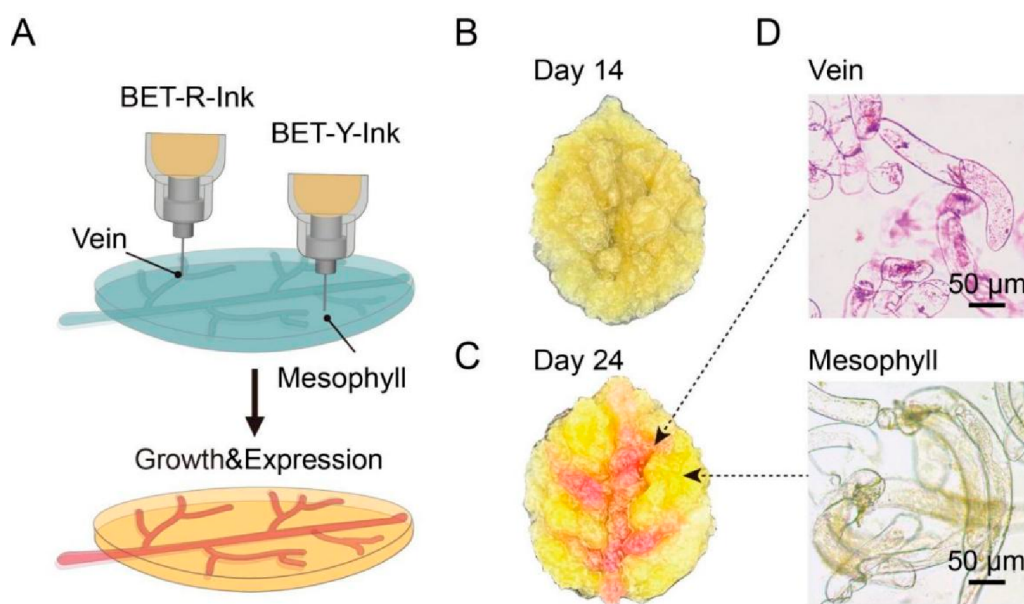 A
BET-R-Ink
BET-Y-Ink
Vein
Mesophyll
Growth&Expression
B
Day 14
C
Day 24
D
Vein
50 μm
Mesophyll
50 μm